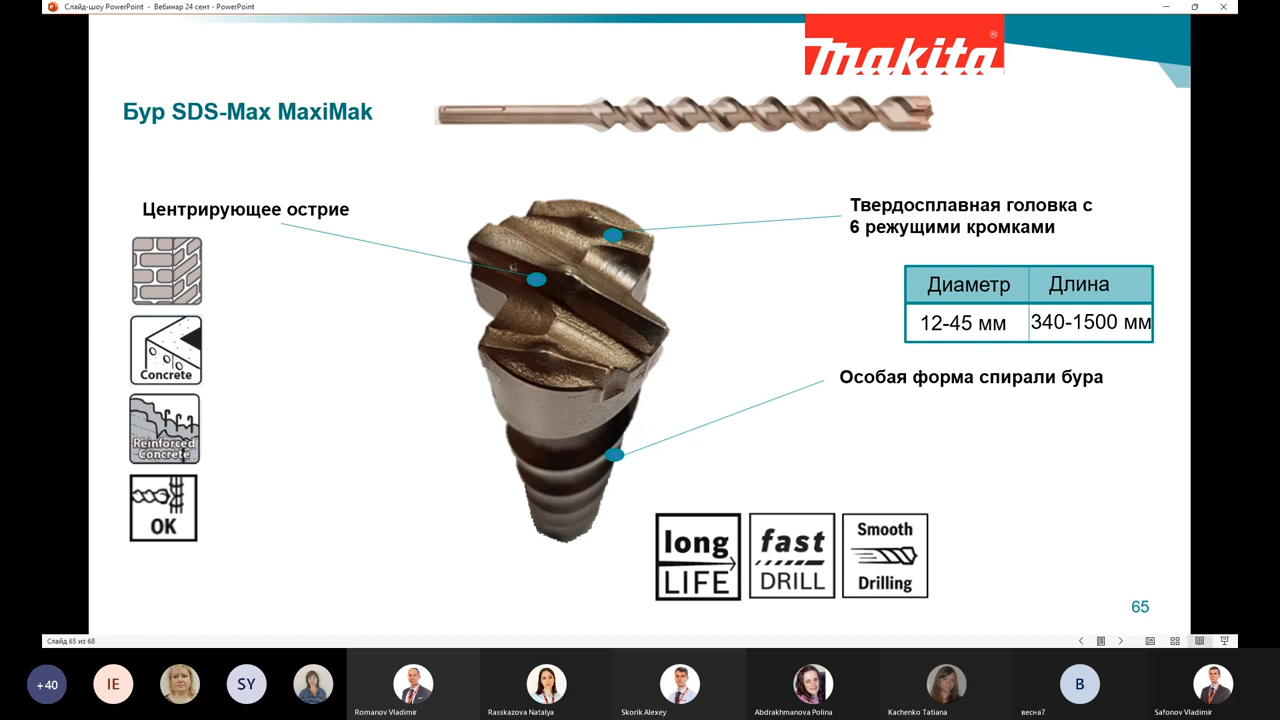 Слайд-шоу PowerPoint - Вебинар 24 сент - PowerPoint
makita®
Бур SDS-Max MaxiMak
Центрирующее острие
Твердосплавная головка с
6 режущими кромками
Диаметр Длина
12-45 мм 340-1500 мм
Concrete
Особая форма спирали бура
Reinforced
Concrete
OK
long
LIFE
fast
DRILL
Smooth
Drilling
65
Слайд 65 из 68
+40
IE
SY
B
Romanov Vladimir
Rasskazova Natalya
Skorik Alexey
Abdrakhmanova Polina
Kachenko Tatiana
весна7
Safonov Vladimir